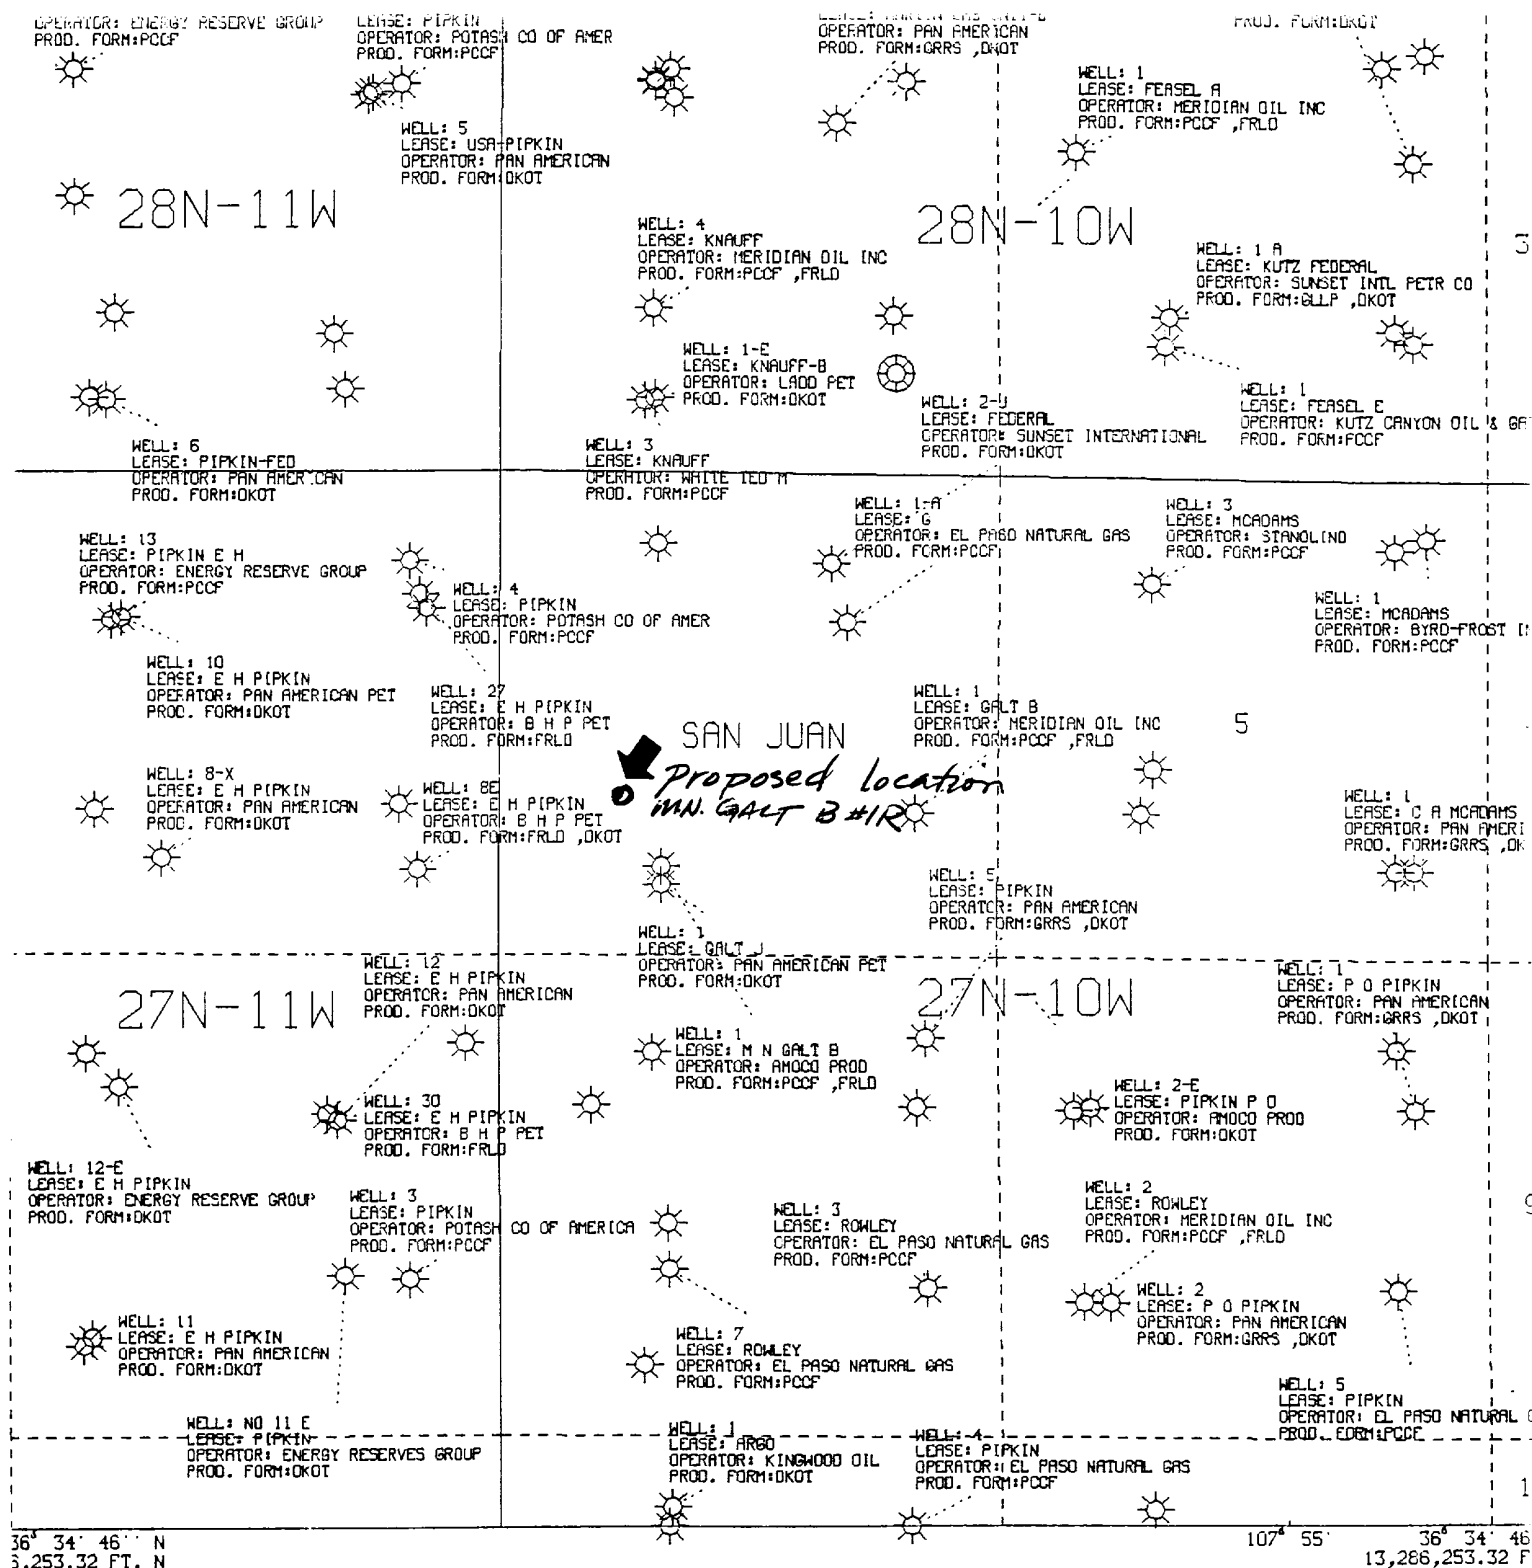 OPERATOR: ENERGY RESERVE GROUP
PROD. FORM:PCCF
LEASE: PIPKIN
OPERATOR: POTASH CO OF AMER
PROD. FORM:PCCF
OPERATOR: PAN AMERICAN
PROD. FORM:GRRS ,DKOT
PROD. FORM:DKOT
WELL: 1
LEASE: FEASEL A
OPERATOR: MERIDIAN OIL INC
PROD. FORM:PCCF ,FRLD
WELL: 5
LEASE: USA-PIPKIN
OPERATOR: PAN AMERICAN
PROD. FORM:DKOT
28N-11W
28N-10W
WELL: 4
LEASE: KNAUFF
OPERATOR: MERIDIAN OIL INC
PROD. FORM:PCCF ,FRLD
3
WELL: 1 A
LEASE: KUTZ FEDERAL
OPERATOR: SUNSET INTL PETR CO
PROD. FORM:GLLP ,DKOT
WELL: 1-E
LEASE: KNAUFF-B
OPERATOR: LADD PET
PROD. FORM:DKOT
WELL: 2-J
LEASE: FEDERAL
OPERATOR: SUNSET INTERNATIONAL
PROD. FORM:DKOT
WELL: 1
LEASE: FEASEL E
OPERATOR: KUTZ CANYON OIL & GA
PROD. FORM:PCCF
WELL: 6
LEASE: PIPKIN-FED
OPERATOR: PAN AMERICAN
PROD. FORM:DKOT
WELL: 3
LEASE: KNAUFF
OPERATOR: WHITE TED M
PROD. FORM:PCCF
WELL: 1-A
LEASE: G
OPERATOR: EL PASO NATURAL GAS
PROD. FORM:PCCF
WELL: 3
LEASE: MCADAMS
OPERATOR: STANOLIND
PROD. FORM:PCCF
WELL: 13
LEASE: PIPKIN E H
OPERATOR: ENERGY RESERVE GROUP
PROD. FORM:PCCF
WELL: 4
LEASE: PIPKIN
OPERATOR: POTASH CO OF AMER
PROD. FORM:PCCF
WELL: 1
LEASE: MCADAMS
OPERATOR: BYRD-FROST I
PROD. FORM:PCCF
WELL: 10
LEASE: E H PIPKIN
OPERATOR: PAN AMERICAN PET
PROD. FORM:DKOT
WELL: 27
LEASE: E H PIPKIN
OPERATOR: B H P PET
PROD. FORM:FRLD
WELL: 1
LEASE: GALT B
OPERATOR: MERIDIAN OIL INC
PROD. FORM:PCCF ,FRLD
5
SAN JUAN
Proposed location
M.N. GALT B #1R
WELL: 8-X
LEASE: E H PIPKIN
OPERATOR: PAN AMERICAN
PROD. FORM:DKOT
WELL: 8E
LEASE: E H PIPKIN
OPERATOR: B H P PET
PROD. FORM:FRLD ,DKOT
WELL: 1
LEASE: C A MCADAMS
OPERATOR: PAN AMERI
PROD. FORM:GRRS ,DK
WELL: 5
LEASE: PIPKIN
OPERATOR: PAN AMERICAN
PROD. FORM:GRRS ,DKOT
WELL: 1
LEASE: GALT J
OPERATOR: PAN AMERICAN PET
PROD. FORM:DKOT
WELL: 12
LEASE: E H PIPKIN
OPERATOR: PAN AMERICAN
PROD. FORM:DKOT
WELL: 1
LEASE: P O PIPKIN
OPERATOR: PAN AMERICAN
PROD. FORM:GRRS ,DKOT
27N-11W
27N-10W
WELL: 1
LEASE: M N GALT B
OPERATOR: AMOCO PROD
PROD. FORM:PCCF ,FRLD
WELL: 30
LEASE: E H PIPKIN
OPERATOR: B H P PET
PROD. FORM:FRLD
WELL: 2-E
LEASE: PIPKIN P O
OPERATOR: AMOCO PROD
PROD. FORM:DKOT
WELL: 12-E
LEASE: E H PIPKIN
OPERATOR: ENERGY RESERVE GROUP
PROD. FORM:DKOT
WELL: 3
LEASE: PIPKIN
OPERATOR: POTASH CO OF AMERICA
PROD. FORM:PCCF
WELL: 3
LEASE: ROWLEY
OPERATOR: EL PASO NATURAL GAS
PROD. FORM:PCCF
WELL: 2
LEASE: ROWLEY
OPERATOR: MERIDIAN OIL INC
PROD. FORM:PCCF ,FRLD
9
WELL: 2
LEASE: P O PIPKIN
OPERATOR: PAN AMERICAN
PROD. FORM:GRRS ,DKOT
WELL: 11
LEASE: E H PIPKIN
OPERATOR: PAN AMERICAN
PROD. FORM:DKOT
WELL: 7
LEASE: ROWLEY
OPERATOR: EL PASO NATURAL GAS
PROD. FORM:PCCF
WELL: 5
LEASE: PIPKIN
OPERATOR: EL PASO NATURAL G
PROD. FORM:PCCF
WELL: NO 11 E
LEASE: PIPKIN
OPERATOR: ENERGY RESERVES GROUP
PROD. FORM:DKOT
WELL: 1
LEASE: ARGO
OPERATOR: KINGWOOD OIL
PROD. FORM:DKOT
WELL: 4
LEASE: PIPKIN
OPERATOR: EL PASO NATURAL GAS
PROD. FORM:PCCF
1
36° 34' 46'' N
6,253.32 FT. N
107° 55'
36° 34' 46
13,286,253.32 F